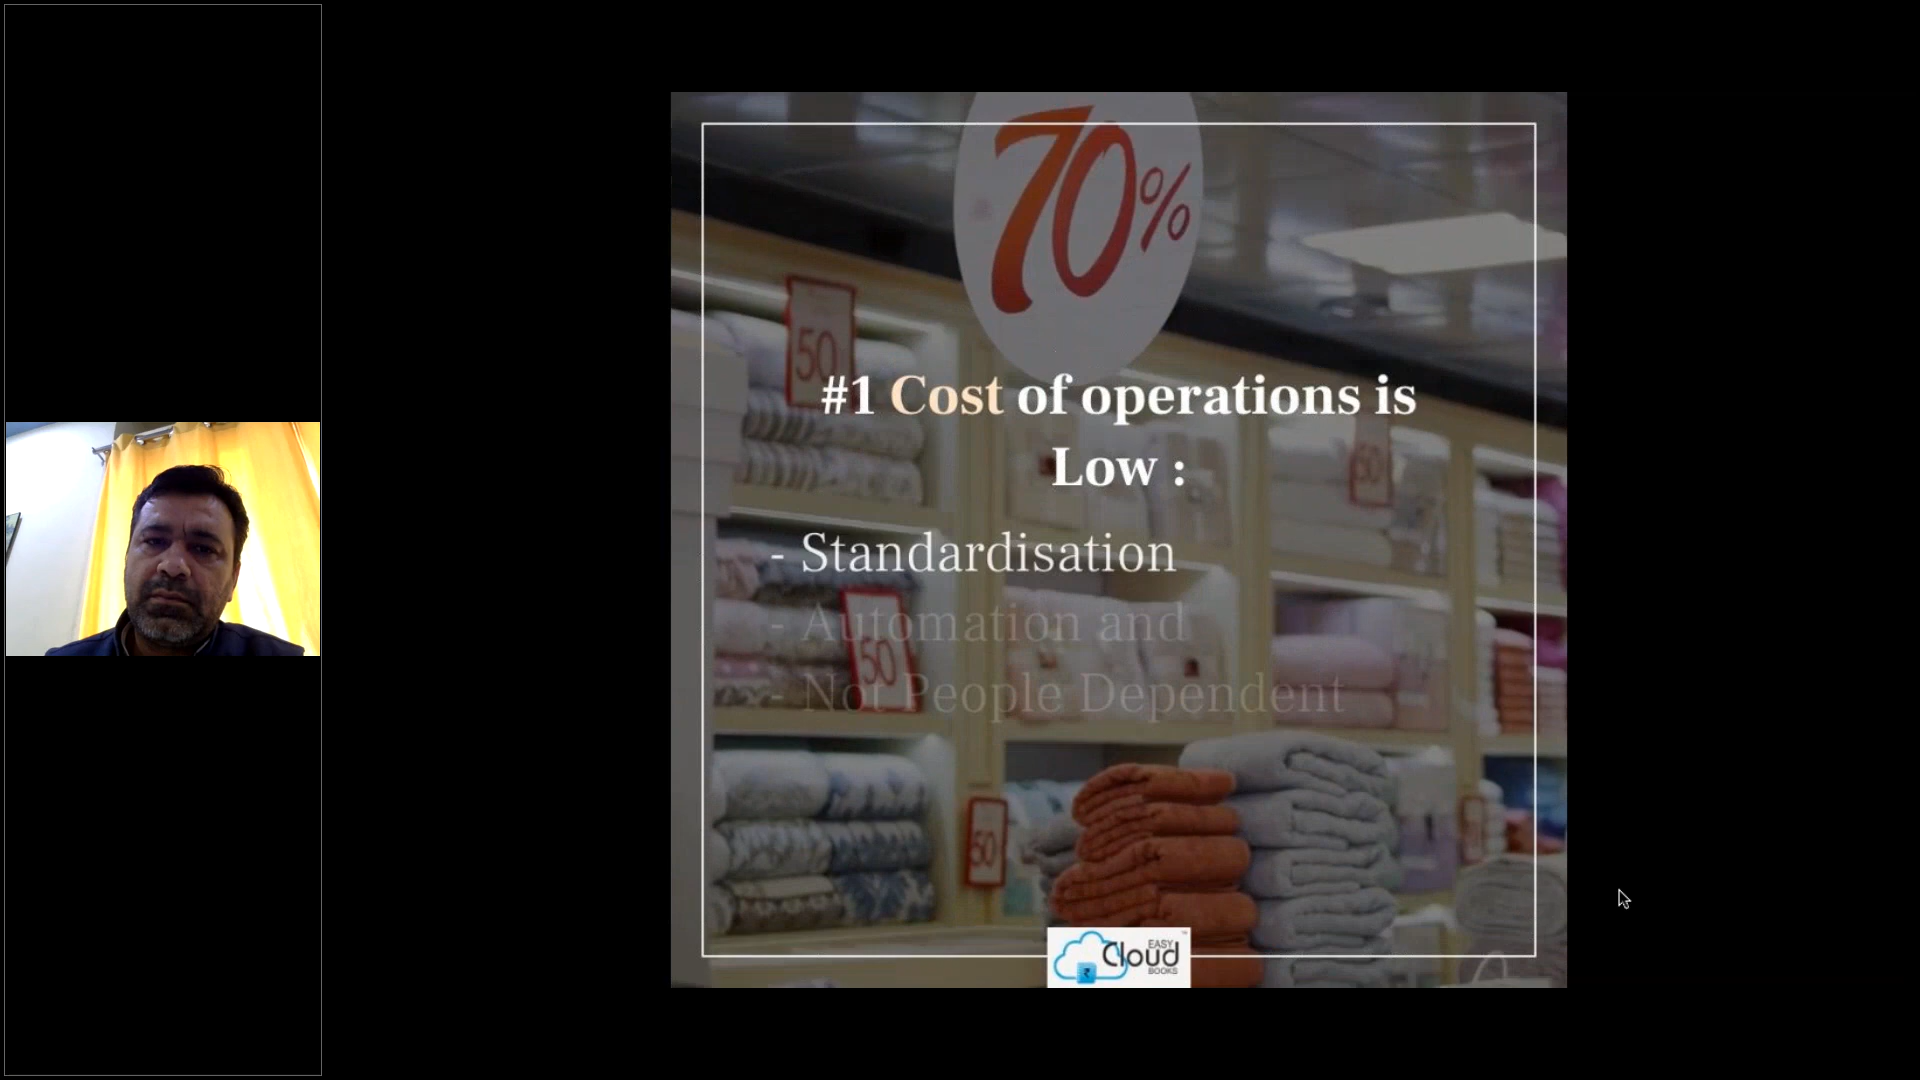 70%
50
#1 Cost of operations is
50
Low :
- Standardisation
- Automation and
50
- Not People Dependent
50
EASY
Cloud
BOOKS
₹